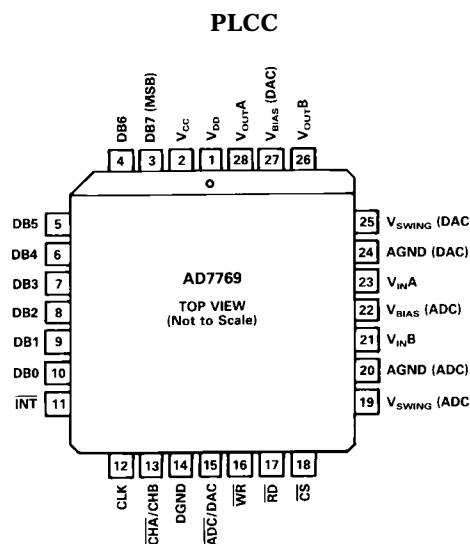 PLCC
DB6
DB7 (MSB)
VCC
VDD
VOUTA
VBIAS (DAC)
VOUTB
4 3 2 1 28 27 26
DB5 5
DB4 6
DB3 7
DB2 8
DB1 9
DB0 10
INT 11
AD7769
TOP VIEW
(Not to Scale)
25 VSWING (DAC
24 AGND (DAC)
23 VINA
22 VBIAS (ADC)
21 VINB
20 AGND (ADC)
19 VSWING (ADC
12 13 14 15 16 17 18
CLK
CHA/CHB
DGND
ADC/DAC
WR
RD
CS